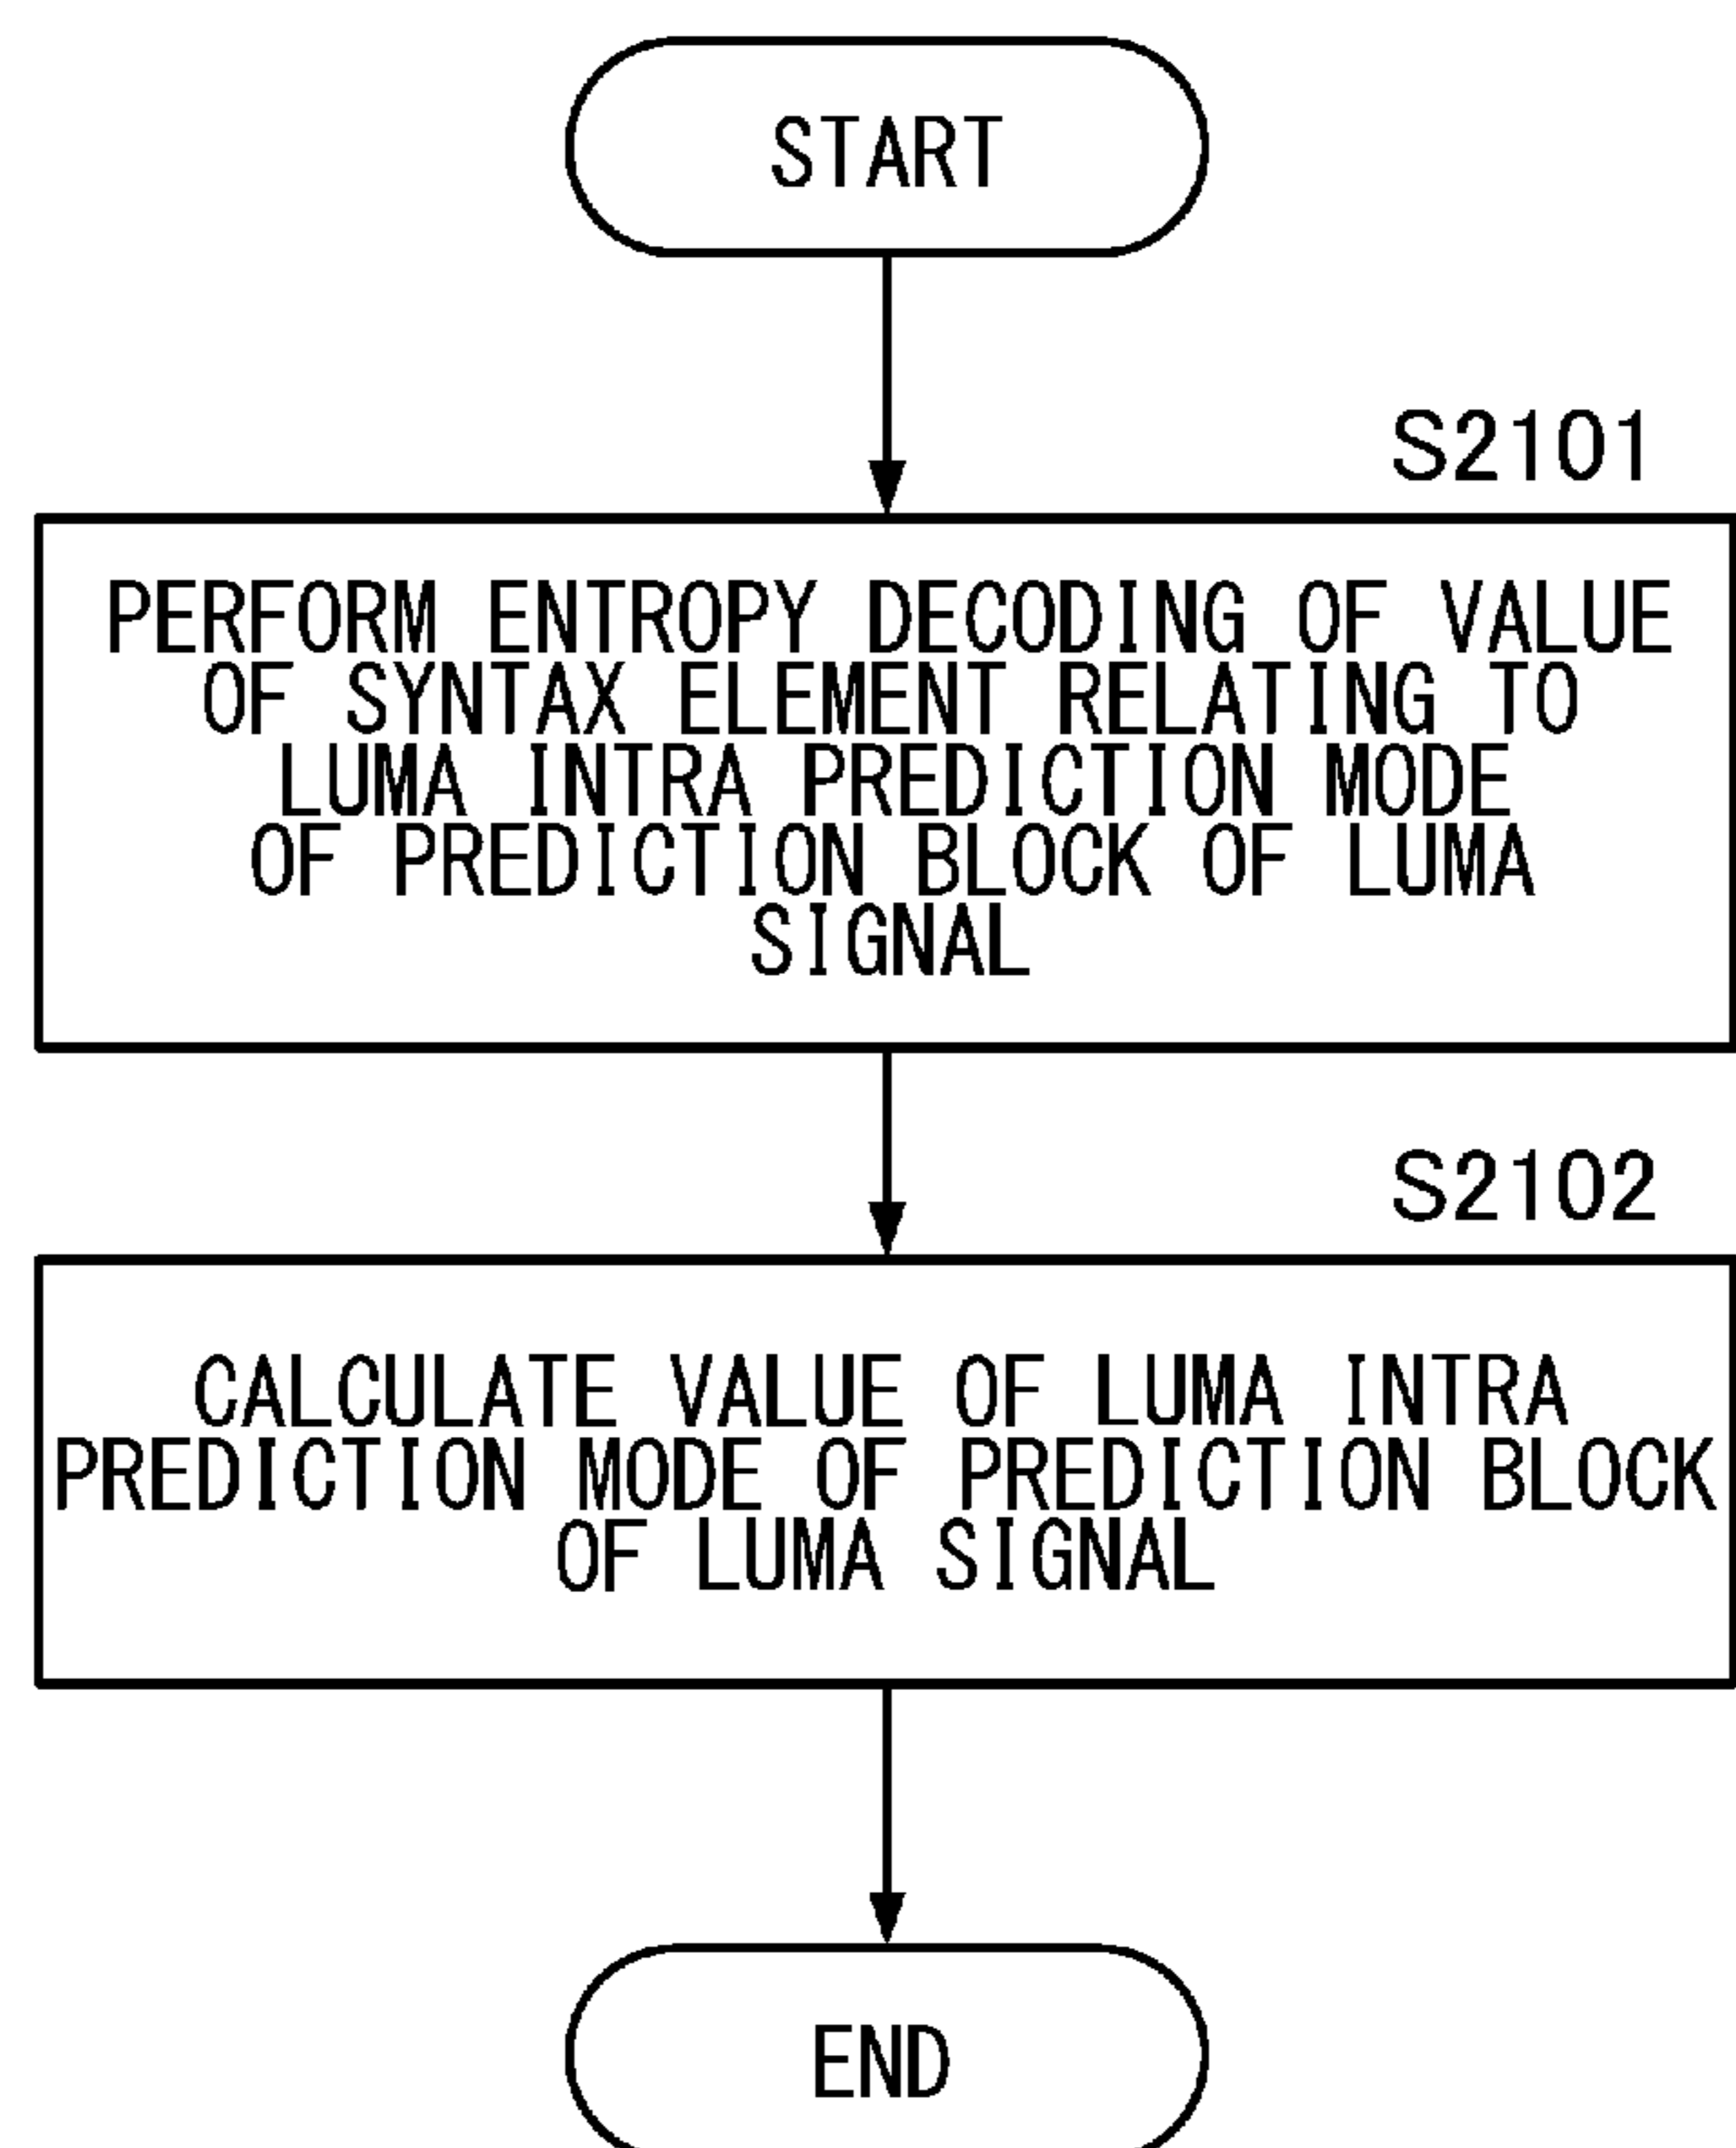 START
S2101
PERFORM ENTROPY DECODING OF VALUE
OF SYNTAX ELEMENT RELATING TO
LUMA INTRA PREDICTION MODE
OF PREDICTION BLOCK OF LUMA
SIGNAL
S2102
CALCULATE VALUE OF LUMA INTRA
PREDICTION MODE OF PREDICTION BLOCK
OF LUMA SIGNAL
END